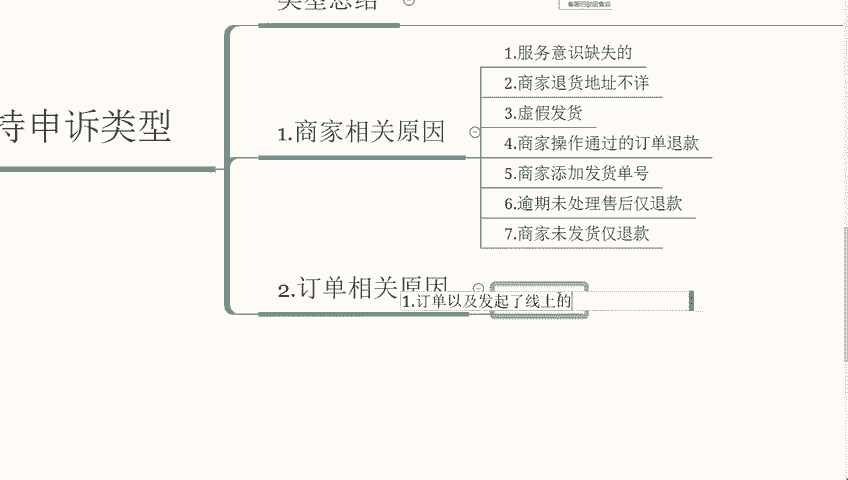 类型总结
持申诉类型
1.商家相关原因
1.服务意识缺失的
2.商家退货地址不详
3.虚假发货
4.商家操作通过的订单退款
5.商家添加发货单号
6.逾期未处理售后仅退款
7.商家未发货仅退款
2.订单相关原因
1.订单以及发起了线上的